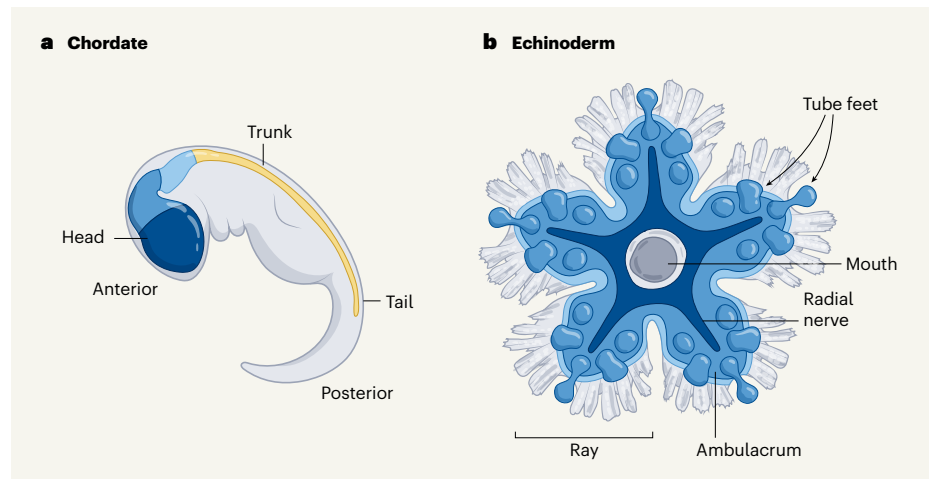 a Chordate
Trunk
Head
Anterior
Tail
Posterior
b Echinoderm
Tube feet
Mouth
Radial
nerve
Ray
Ambulacrum